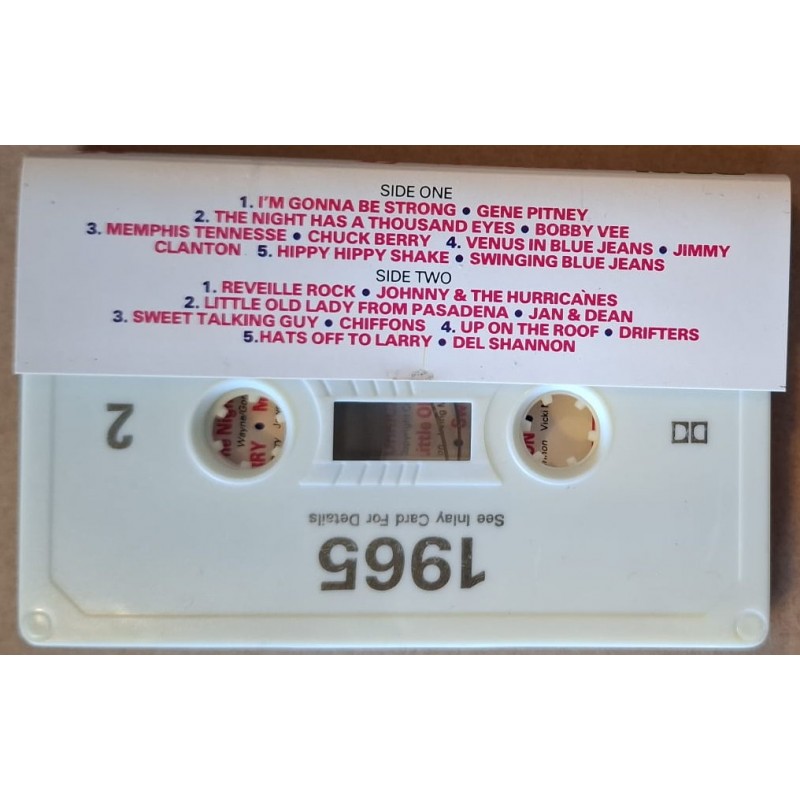 SIDE ONE
1. I'M GONNA BE STRONG • GENE PITNEY
2. THE NIGHT HAS A THOUSAND EYES • BOBBY VEE
3. MEMPHIS TENNESSE • CHUCK BERRY 4. VENUS IN BLUE JEANS • JIMMY
CLANTON 5. HIPPY HIPPY SHAKE • SWINGING BLUE JEANS
SIDE TWO
1. REVEILLE ROCK • JOHNNY & THE HURRICANES
2. LITTLE OLD LADY FROM PASADENA • JAN & DEAN
3. SWEET TALKING GUY • CHIFFONS 4. UP ON THE ROOF • DRIFTERS
5.HATS OFF TO LARRY • DEL SHANNON
2
See Inlay Card For Details
1965